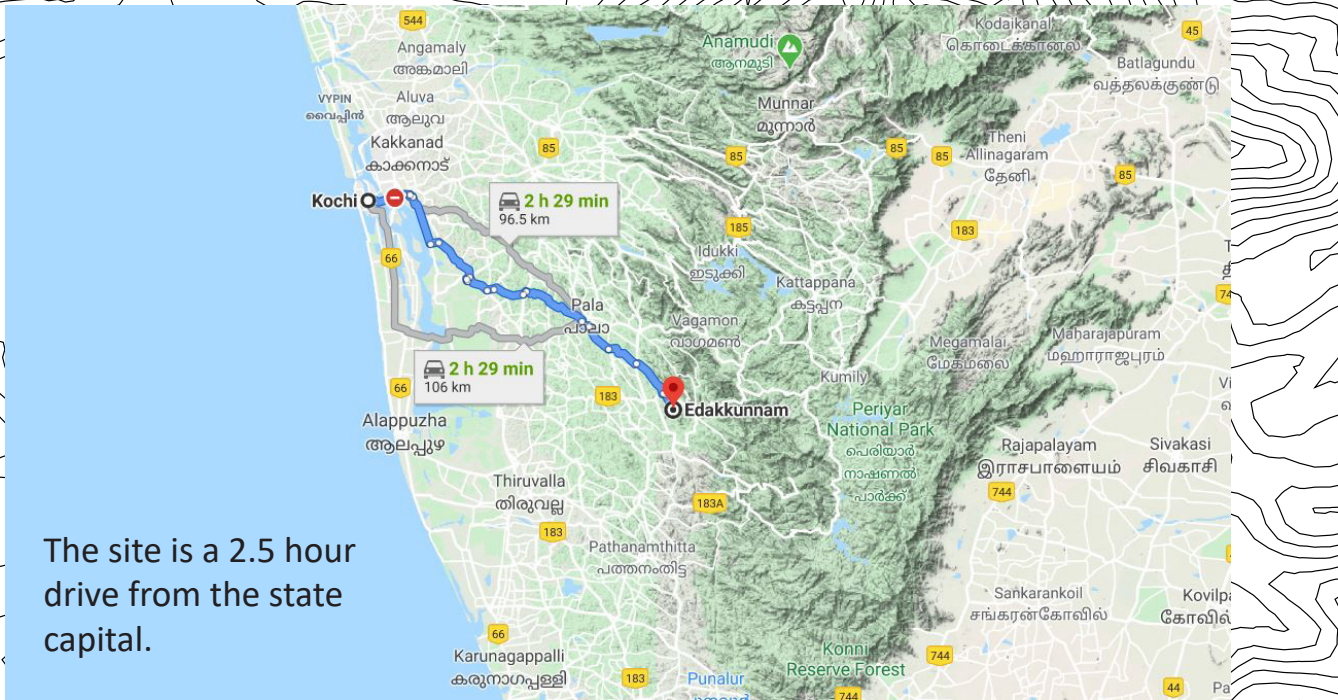 544
Angamaly
അങ്കമാലി
VYPIN
വൈപ്പിൻ
Aluva
ആലുവ
Kakkanad
കാക്കനാട്
85
Kochi
2 h 29 min
96.5 km
66
Pala
പാലാ
2 h 29 min
106 km
66
183
Alappuzha
ആലപ്പുഴ
Anamudi
ആനമുടി
Munnar
മൂന്നാർ
85
85
85
185
Idukki
ഇടുക്കി
Kattappana
കട്ടപ്പന
Vagamon
വാഗമൺ
Kumily
Edakkunnam
Kodaikanal
கொடைக்கானல்
45
Batlagundu
வத்தலக்குண்டு
Theni
Allinagaram
தேனி
85
183
74
Megamalai
மேகமலை
Maharajapuram
മഹാരാജപുരം
Periyar
National Park
പെരിയാർ
നാഷണൽ
പാർക്ക്
Rajapalayam
இராசபாளையம்
Sivakasi
சிவகாசி
744
Thiruvalla
തിരുവല്ല
183
183A
Pathanamthitta
പത്തനംതിട്ട
The site is a 2.5 hour
drive from the state
capital.
66
Karunagappalli
കരുനാഗപ്പള്ളി
183
Punalur
Konni
Reserve Forest
744
744
Sankarankoil
சங்கரன்கோவில்
Kovilpa
கோவில்
44
Pa